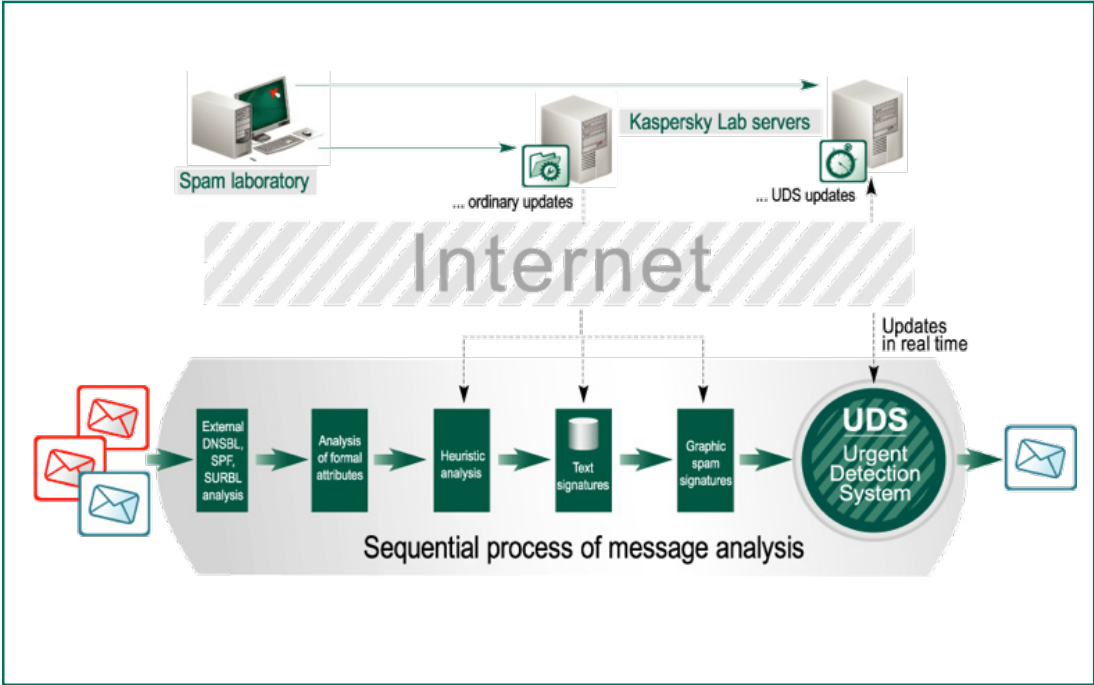 Kaspersky Lab servers
Spam laboratory
... ordinary updates
... UDS updates
Internet
Updates
in real time
External
DNSBL,
SPF,
SURBL
analysis
Analysis
of formal
attributes
Heuristic
analysis
Text
signatures
Graphic
spam
signatures
UDS
Urgent
Detection
System
Sequential process of message analysis